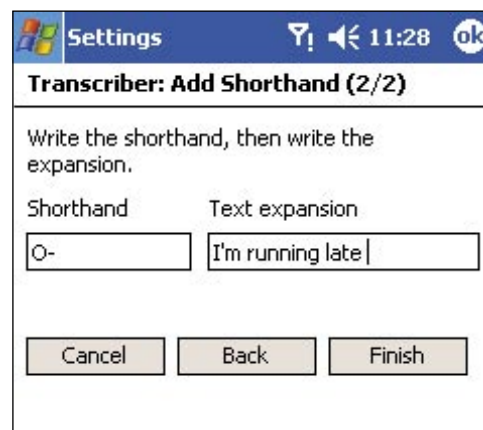 Settings 11:28 ok
Transcriber: Add Shorthand (2/2)
Write the shorthand, then write the
expansion.
Shorthand Text expansion
O- I'm running late
Cancel Back Finish